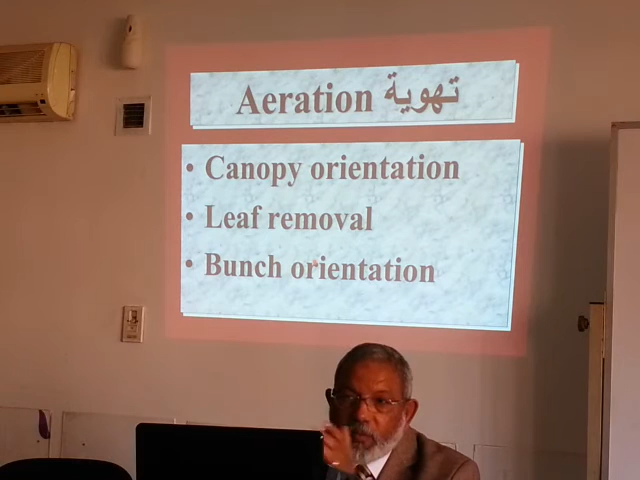 Aeration تهوية
• Canopy orientation
• Leaf removal
• Bunch orientation